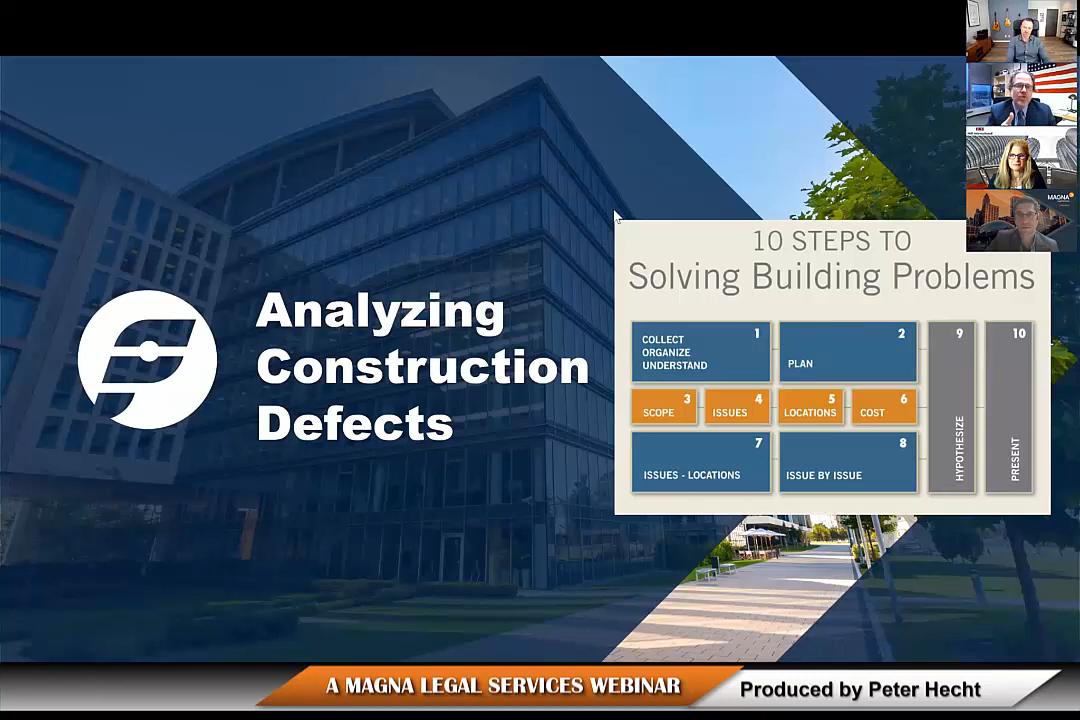 Analyzing
Construction
Defects
10 STEPS TO
Solving Building Problems
1
COLLECT
ORGANIZE
UNDERSTAND
2
PLAN
3
SCOPE
4
ISSUES
5
LOCATIONS
6
COST
7
ISSUES - LOCATIONS
8
ISSUE BY ISSUE
9
HYPOTHESIZE
10
PRESENT
MAGNA
A MAGNA LEGAL SERVICES WEBINAR
Produced by Peter Hecht